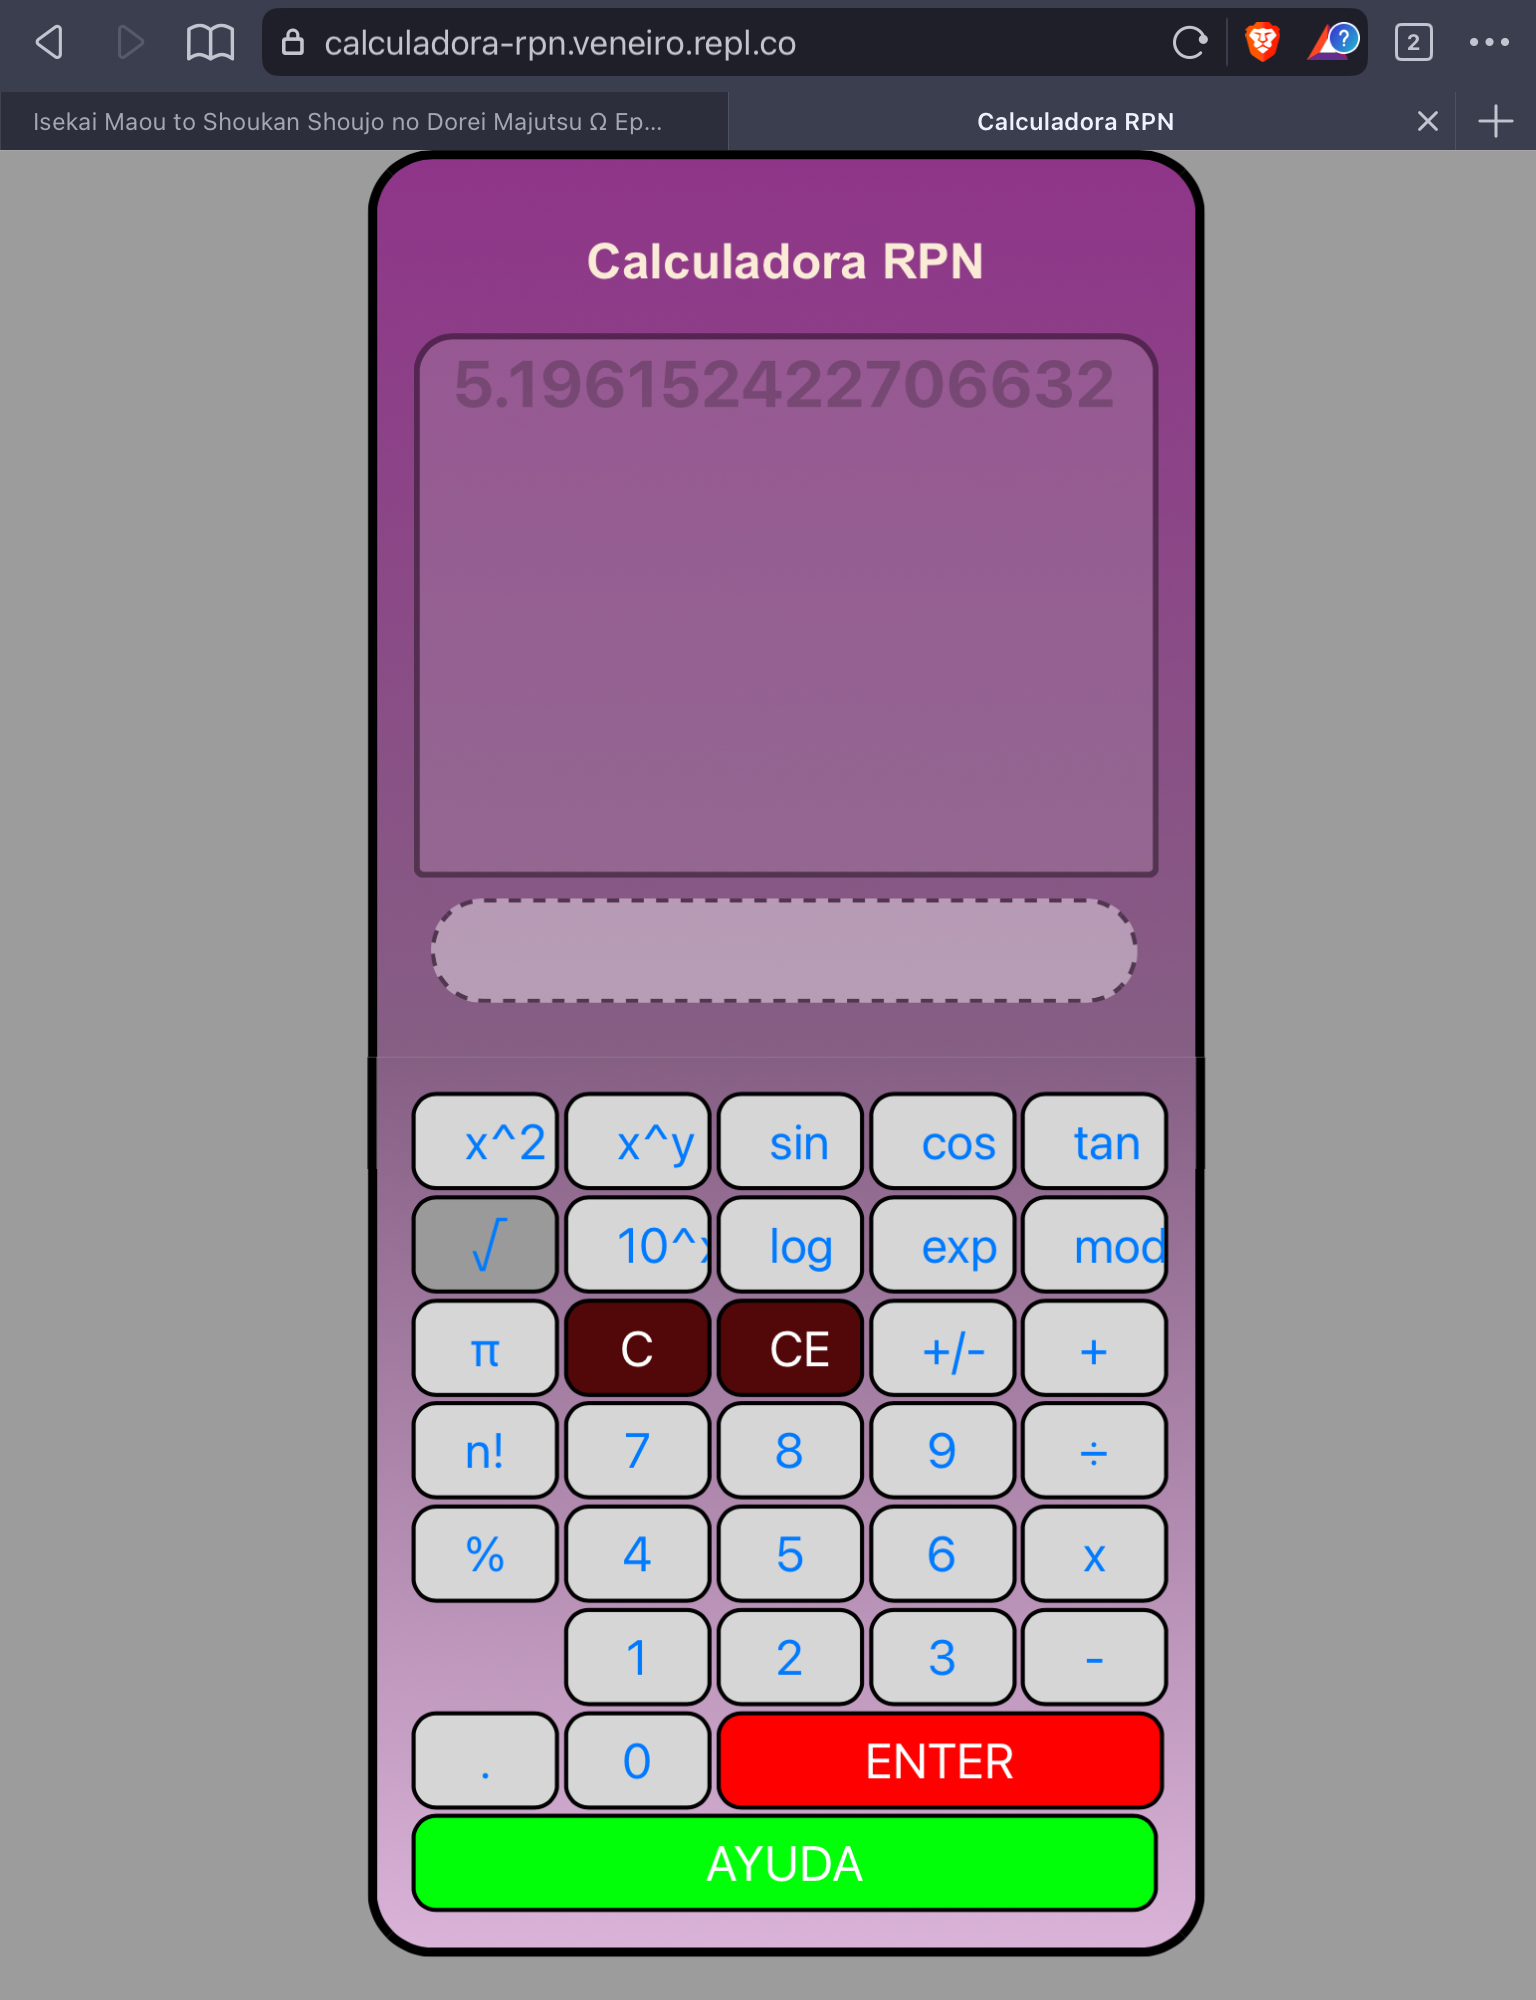 calculadora-rpn.veneiro.repl.co
?
2
Isekai Maou to Shoukan Shoujo no Dorei Majutsu Ω Ep...
Calculadora RPN
Calculadora RPN
5.196152422706632
x^2 x^y sin cos tan
√ 10^x log exp mod
π C CE +/- +
n! 7 8 9 ÷
% 4 5 6 x
1 2 3 -
. 0 ENTER
AYUDA